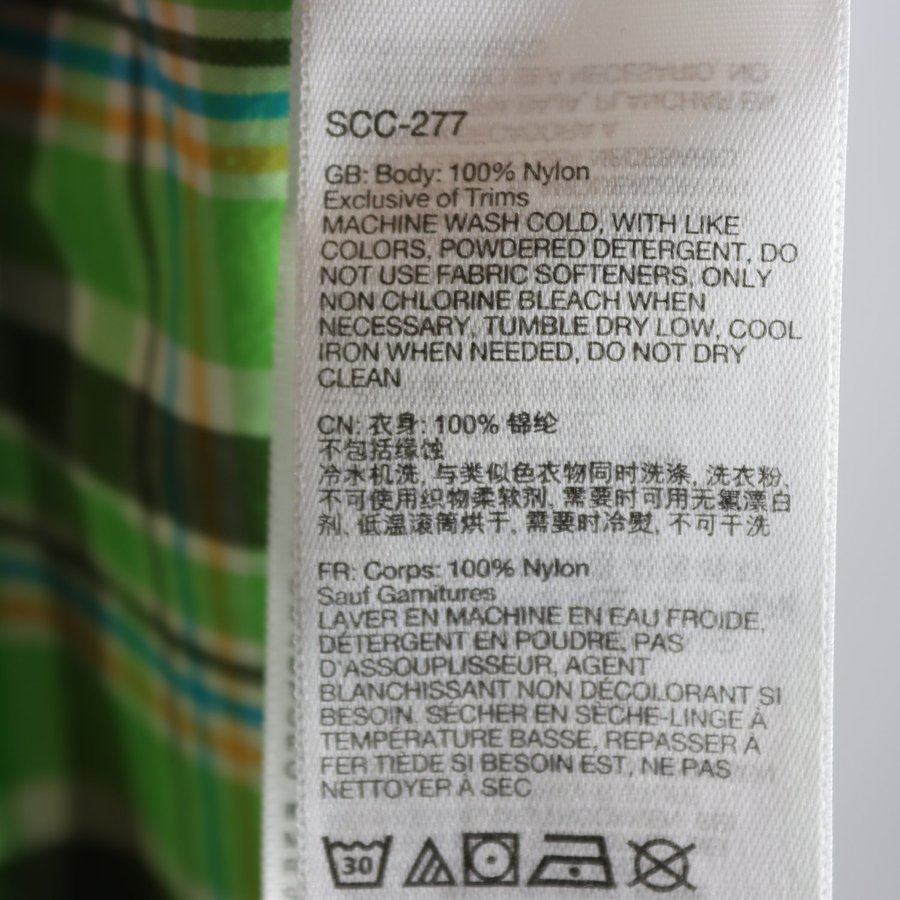 SCC-277
GB: Body: 100% Nylon
Exclusive of Trims
MACHINE WASH COLD, WITH LIKE
COLORS, POWDERED DETERGENT, DO
NOT USE FABRIC SOFTENERS, ONLY
NON CHLORINE BLEACH WHEN
NECESSARY, TUMBLE DRY LOW, COOL
IRON WHEN NEEDED, DO NOT DRY
CLEAN
CN: 衣身: 100% 锦纶
不包括缘蚀
冷水机洗, 与类似色衣物同时洗涤, 洗衣粉,
不可使用织物柔软剂, 需要时可用无氯漂白
剂, 低温滚筒烘干, 需要时冷熨, 不可干洗
FR: Corps: 100% Nylon
Sauf Garnitures
LAVER EN MACHINE EN EAU FROIDE,
DÉTERGENT EN POUDRE, PAS
D'ASSOUPLISSEUR, AGENT
BLANCHISSANT NON DÉCOLORANT SI
BESOIN. SÉCHER EN SÈCHE-LINGE À
TEMPÉRATURE BASSE, REPASSER À
FER TIÈDE SI BESOIN EST, NE PAS
NETTOYER À SEC
30